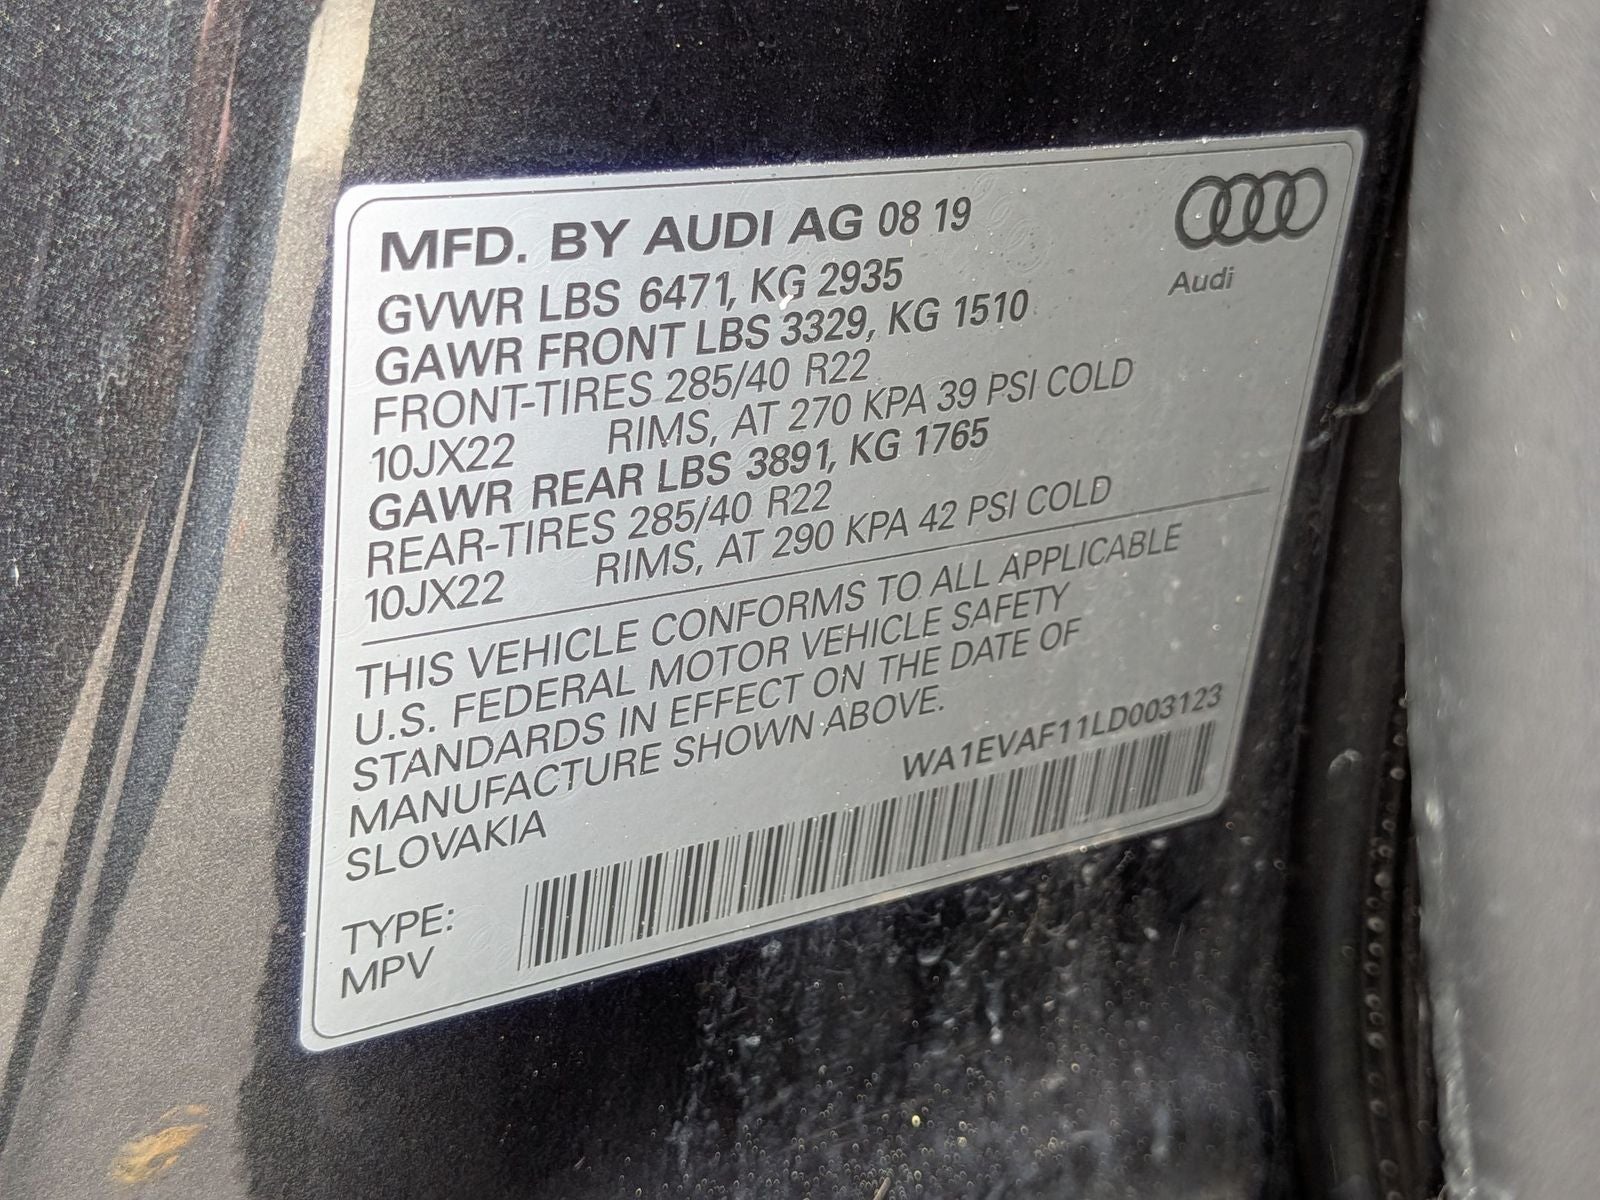 MFD. BY AUDI AG 08 19
Audi
GVWR LBS 6471, KG 2935
GAWR FRONT LBS 3329, KG 1510
FRONT-TIRES 285/40 R22
10JX22 RIMS, AT 270 KPA 39 PSI COLD
GAWR REAR LBS 3891, KG 1765
REAR-TIRES 285/40 R22
10JX22 RIMS, AT 290 KPA 42 PSI COLD
THIS VEHICLE CONFORMS TO ALL APPLICABLE
U.S. FEDERAL MOTOR VEHICLE SAFETY
STANDARDS IN EFFECT ON THE DATE OF
MANUFACTURE SHOWN ABOVE.
SLOVAKIA
WA1EVAF11LD003123
TYPE:
MPV